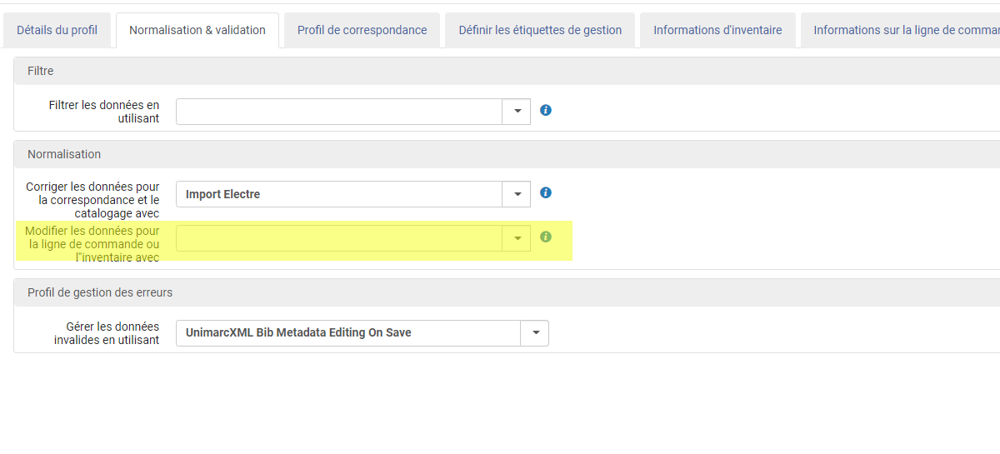 Détails du profil
Normalisation & validation
Profil de correspondance
Définir les étiquettes de gestion
Informations d'inventaire
Informations sur la ligne de comman
Filtre
Filtrer les données en
utilisant
Normalisation
Corriger les données pour
la correspondance et le
catalogage avec
Import Electre
Modifier les données pour
la ligne de commande ou
l''inventaire avec
Profil de gestion des erreurs
Gérer les données
invalides en utilisant
UnimarcXML Bib Metadata Editing On Save